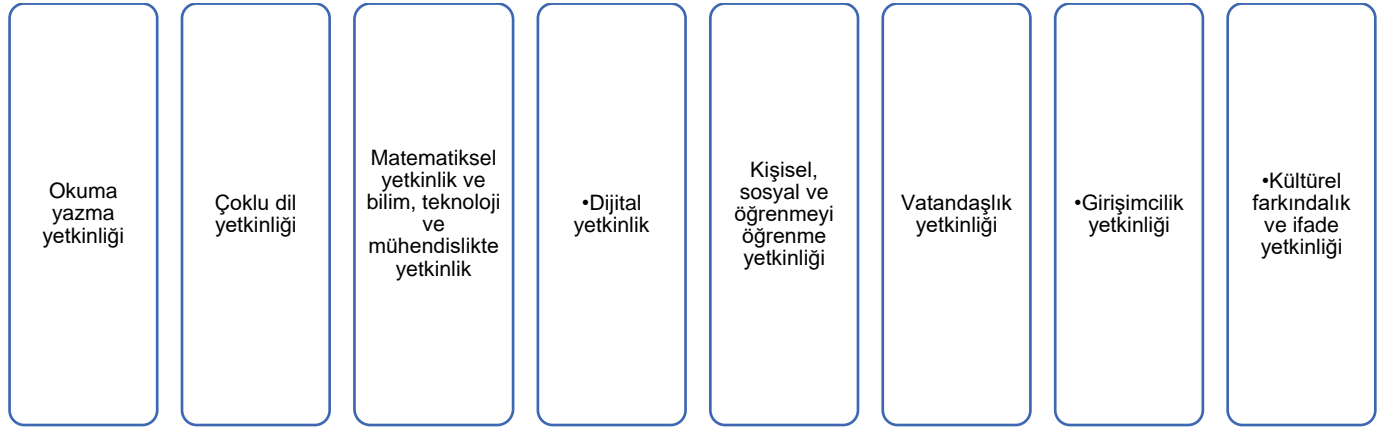 Okuma
yazma
yetkinliği
Çoklu dil
yetkinliği
Matematiksel
yetkinlik ve
bilim, teknoloji
ve
mühendislikte
yetkinlik
•Dijital
yetkinlik
Kişisel,
sosyal ve
öğrenmeyi
öğrenme
yetkinliği
Vatandaşlık
yetkinliği
•Girişimcilik
yetkinliği
•Kültürel
farkındalık
ve ifade
yetkinliği